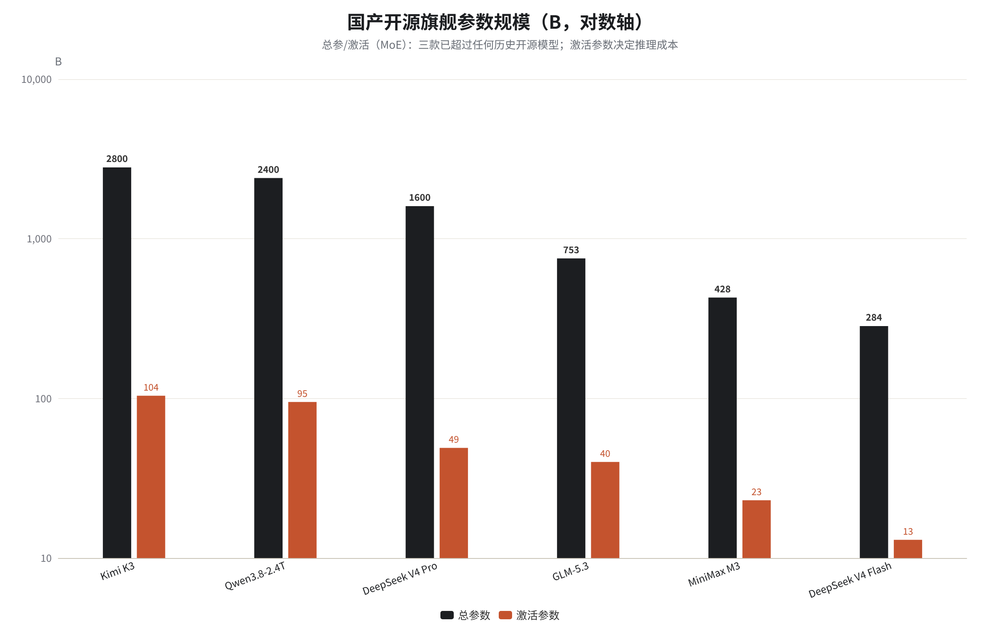 国产开源旗舰参数规模（B，对数轴）
总参/激活（MoE）：三款已超过任何历史开源模型；激活参数决定推理成本
B
10,000
1,000
100
10
2800
104
2400
95
1600
49
753
40
428
23
284
13
Kimi K3
Qwen3.8-2.4T
DeepSeek V4 Pro
GLM-5.3
MiniMax M3
DeepSeek V4 Flash
总参数 激活参数